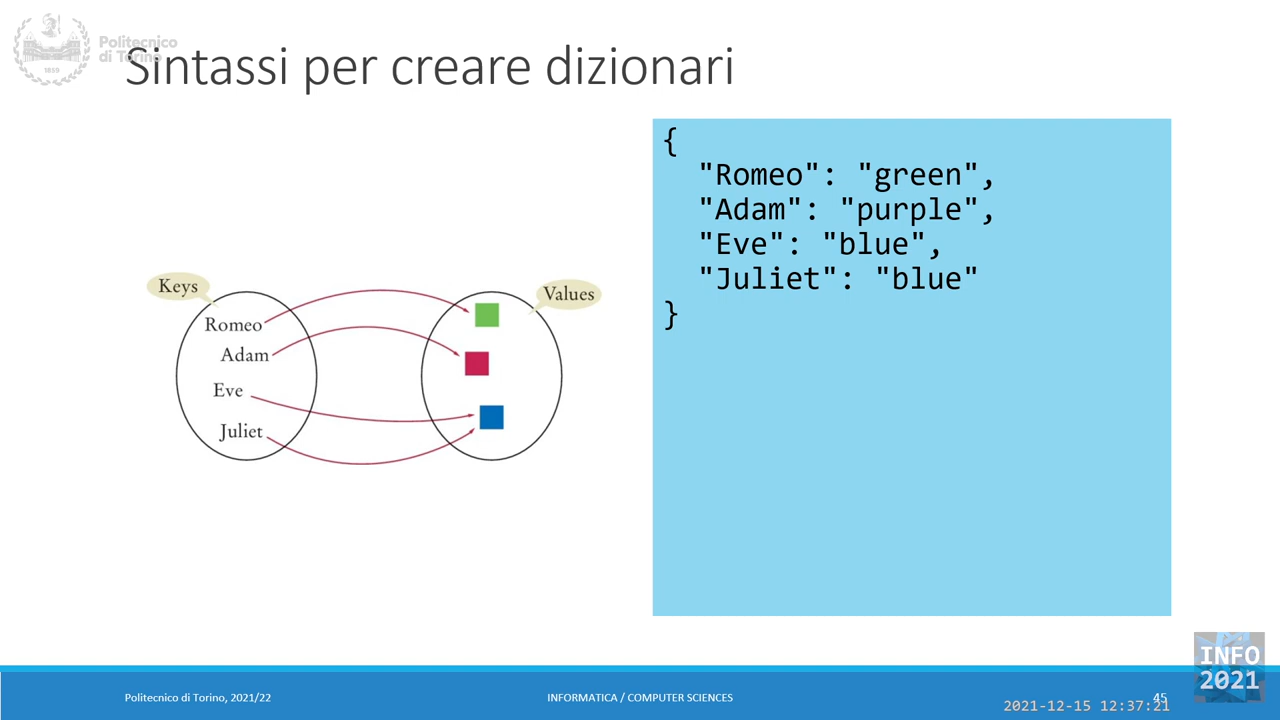 Politecnico
di Torino
1859
Sintassi per creare dizionari
Keys
Romeo
Adam
Eve
Juliet
Values
{
"Romeo": "green",
"Adam": "purple",
"Eve": "blue",
"Juliet": "blue"
}
Politecnico di Torino, 2021/22
INFORMATICA / COMPUTER SCIENCES
45
INFO
2021
2021-12-15 12:37:21